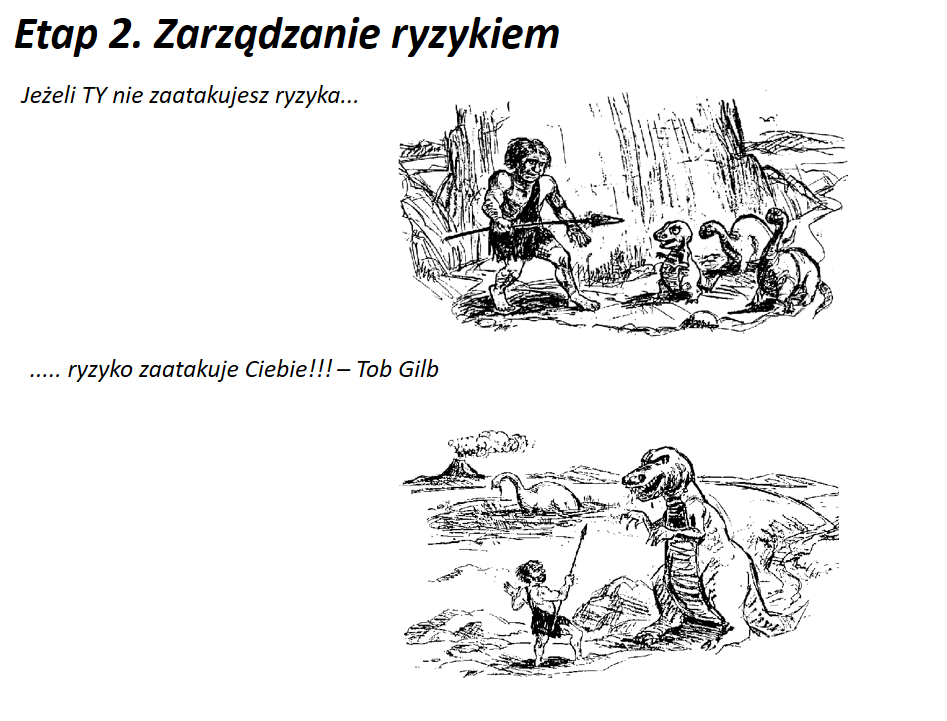 Etap 2. Zarządzanie ryzykiem
Jeżeli TY nie zaatakujesz ryzyka...
..... ryzyko zaatakuje Ciebie!!! – Tob Gilb